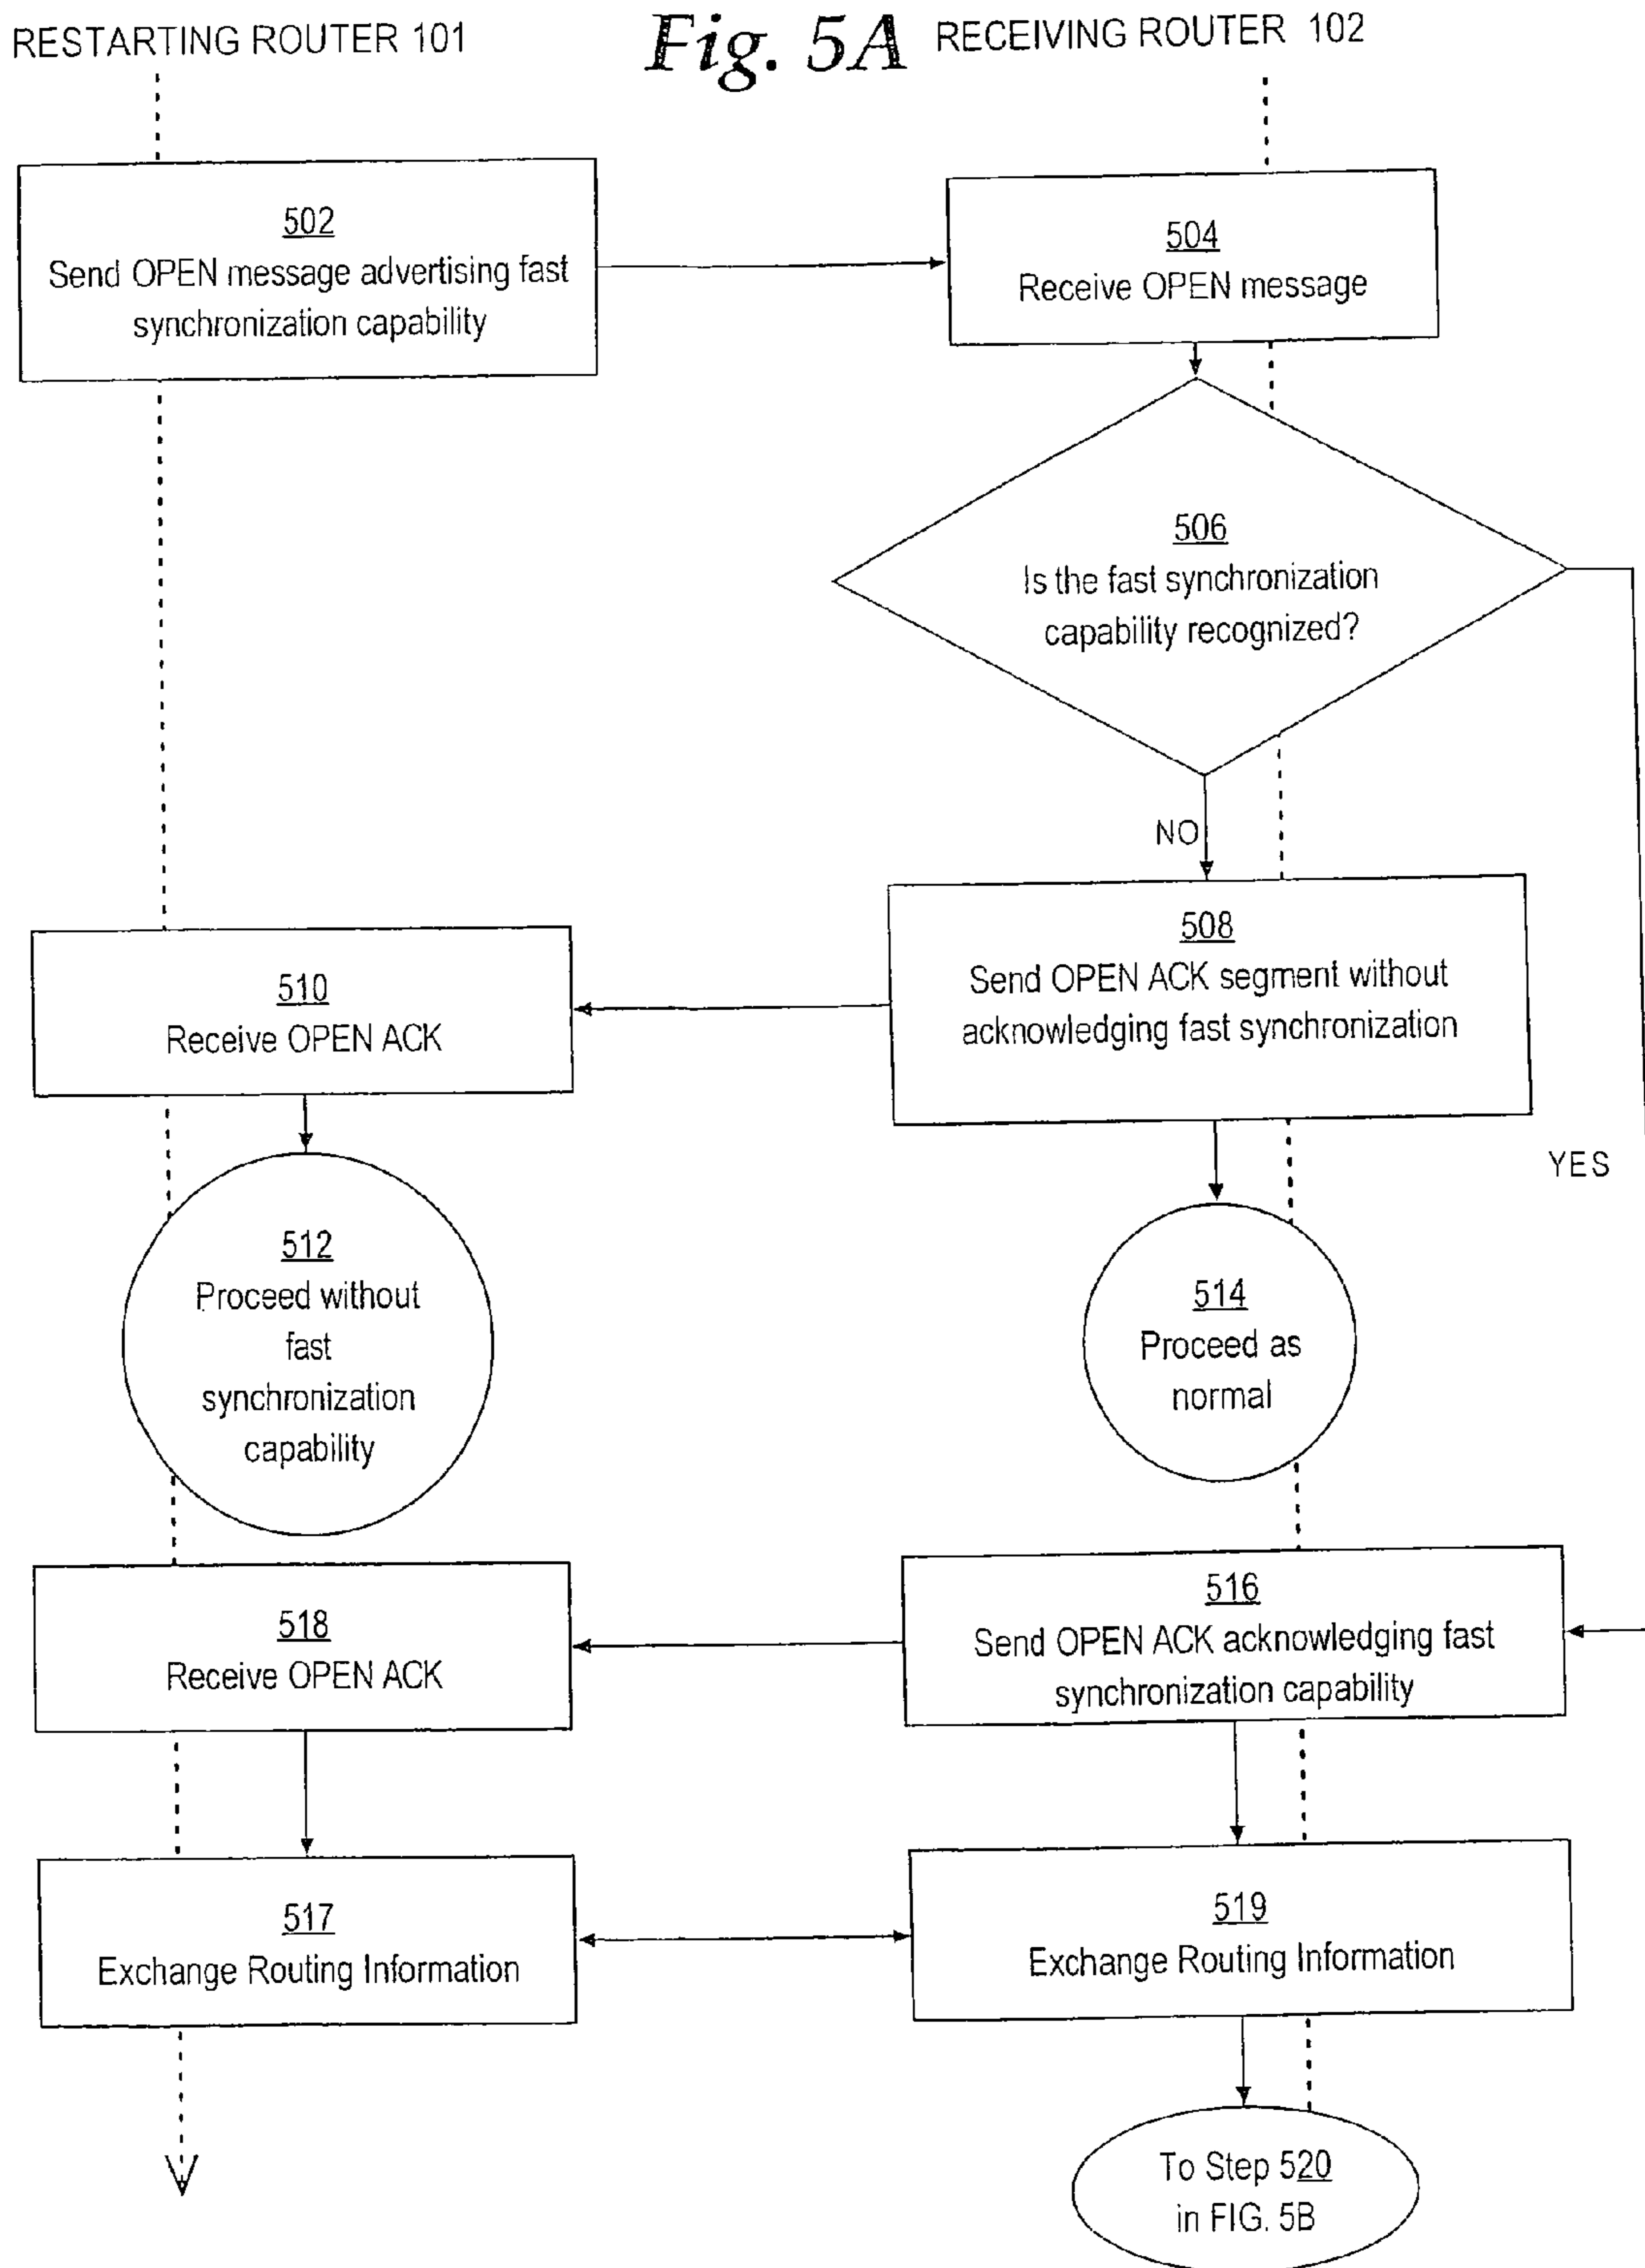 RESTARTING ROUTER 101
Fig. 5A
RECEIVING ROUTER 102
502
Send OPEN message advertising fast
synchronization capability
504
Receive OPEN message
506
Is the fast synchronization
capability recognized?
NO
508
Send OPEN ACK segment without
acknowledging fast synchronization
510
Receive OPEN ACK
YES
512
Proceed without
fast
synchronization
capability
514
Proceed as
normal
516
Send OPEN ACK acknowledging fast
synchronization capability
518
Receive OPEN ACK
517
Exchange Routing Information
519
Exchange Routing Information
To Step 520
in FIG. 5B